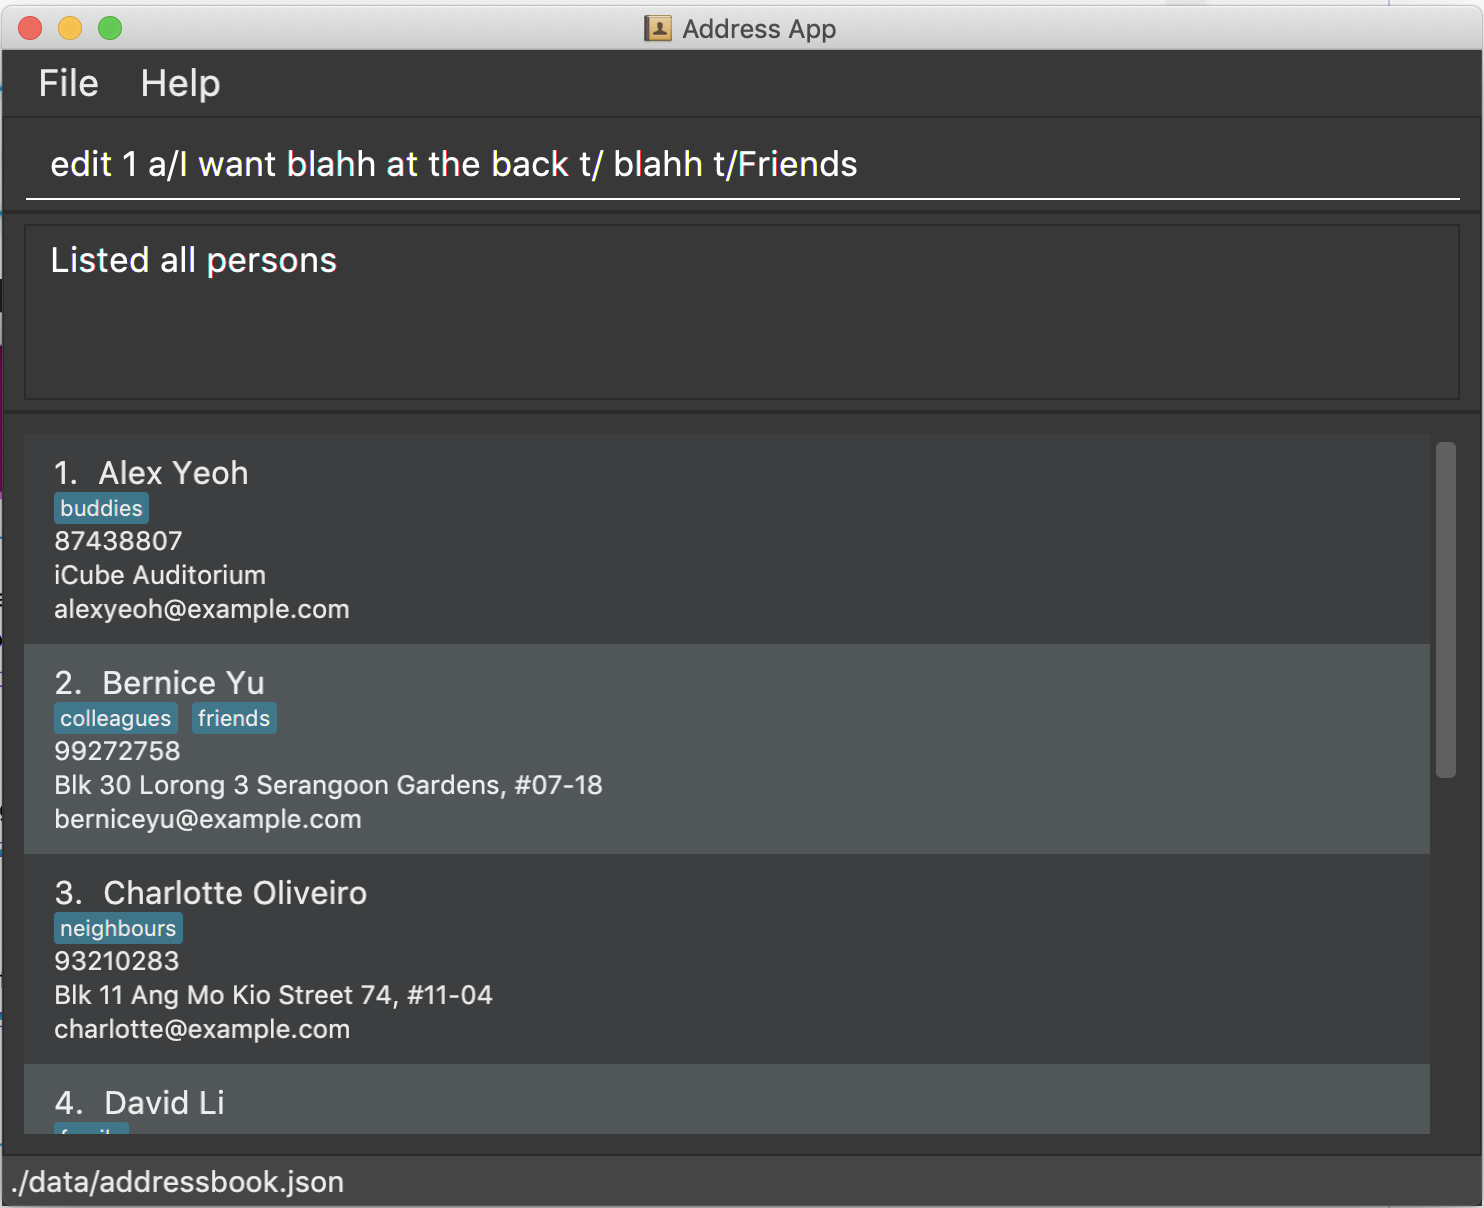 Address App
File Help
edit 1 a/I want blahh at the back t/ blahh t/Friends
Listed all persons
1. Alex Yeoh
buddies
87438807
iCube Auditorium
alexyeoh@example.com
2. Bernice Yu
colleagues friends
99272758
Blk 30 Lorong 3 Serangoon Gardens, #07-18
berniceyu@example.com
3. Charlotte Oliveiro
neighbours
93210283
Blk 11 Ang Mo Kio Street 74, #11-04
charlotte@example.com
4. David Li
./data/addressbook.json